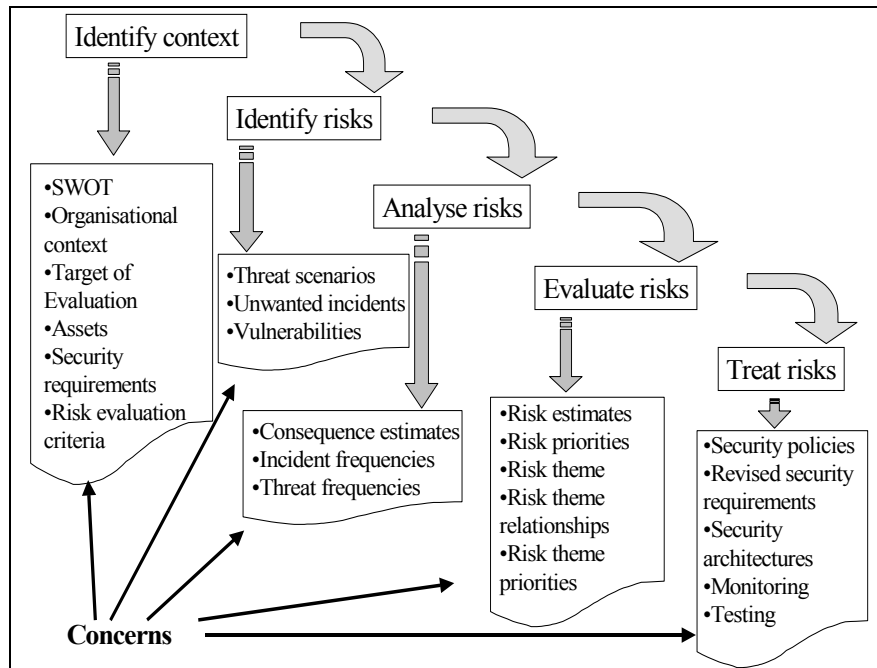 Identify context
Identify risks
Analyse risks
Evaluate risks
Treat risks
•SWOT
•Organisational
context
•Target of
Evaluation
•Assets
•Security
requirements
•Risk evaluation
criteria
•Threat scenarios
•Unwanted incidents
•Vulnerabilities
•Consequence estimates
•Incident frequencies
•Threat frequencies
•Risk estimates
•Risk priorities
•Risk theme
•Risk theme
relationships
•Risk theme
priorities
•Security policies
•Revised security
requirements
•Security
architectures
•Monitoring
•Testing
Concerns